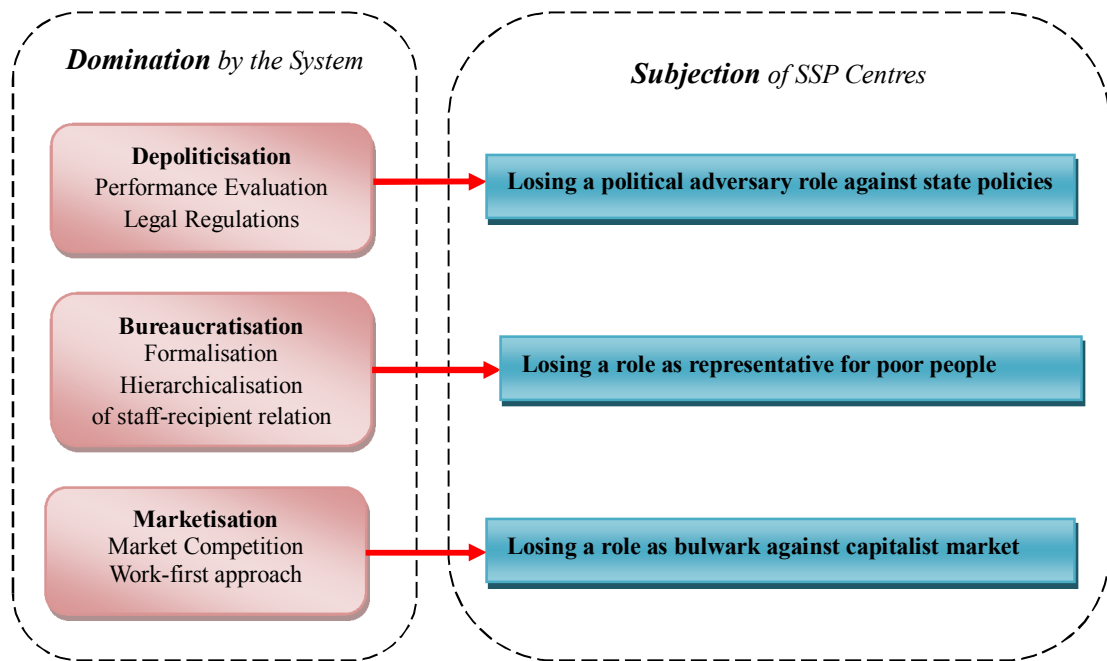 Domination by the System
Subjection of SSP Centres
Depoliticisation
Performance Evaluation
Legal Regulations
Losing a political adversary role against state policies
Bureaucratisation
Formalisation
Hierarchicalisation
of staff-recipient relation
Losing a role as representative for poor people
Marketisation
Market Competition
Work-first approach
Losing a role as bulwark against capitalist market